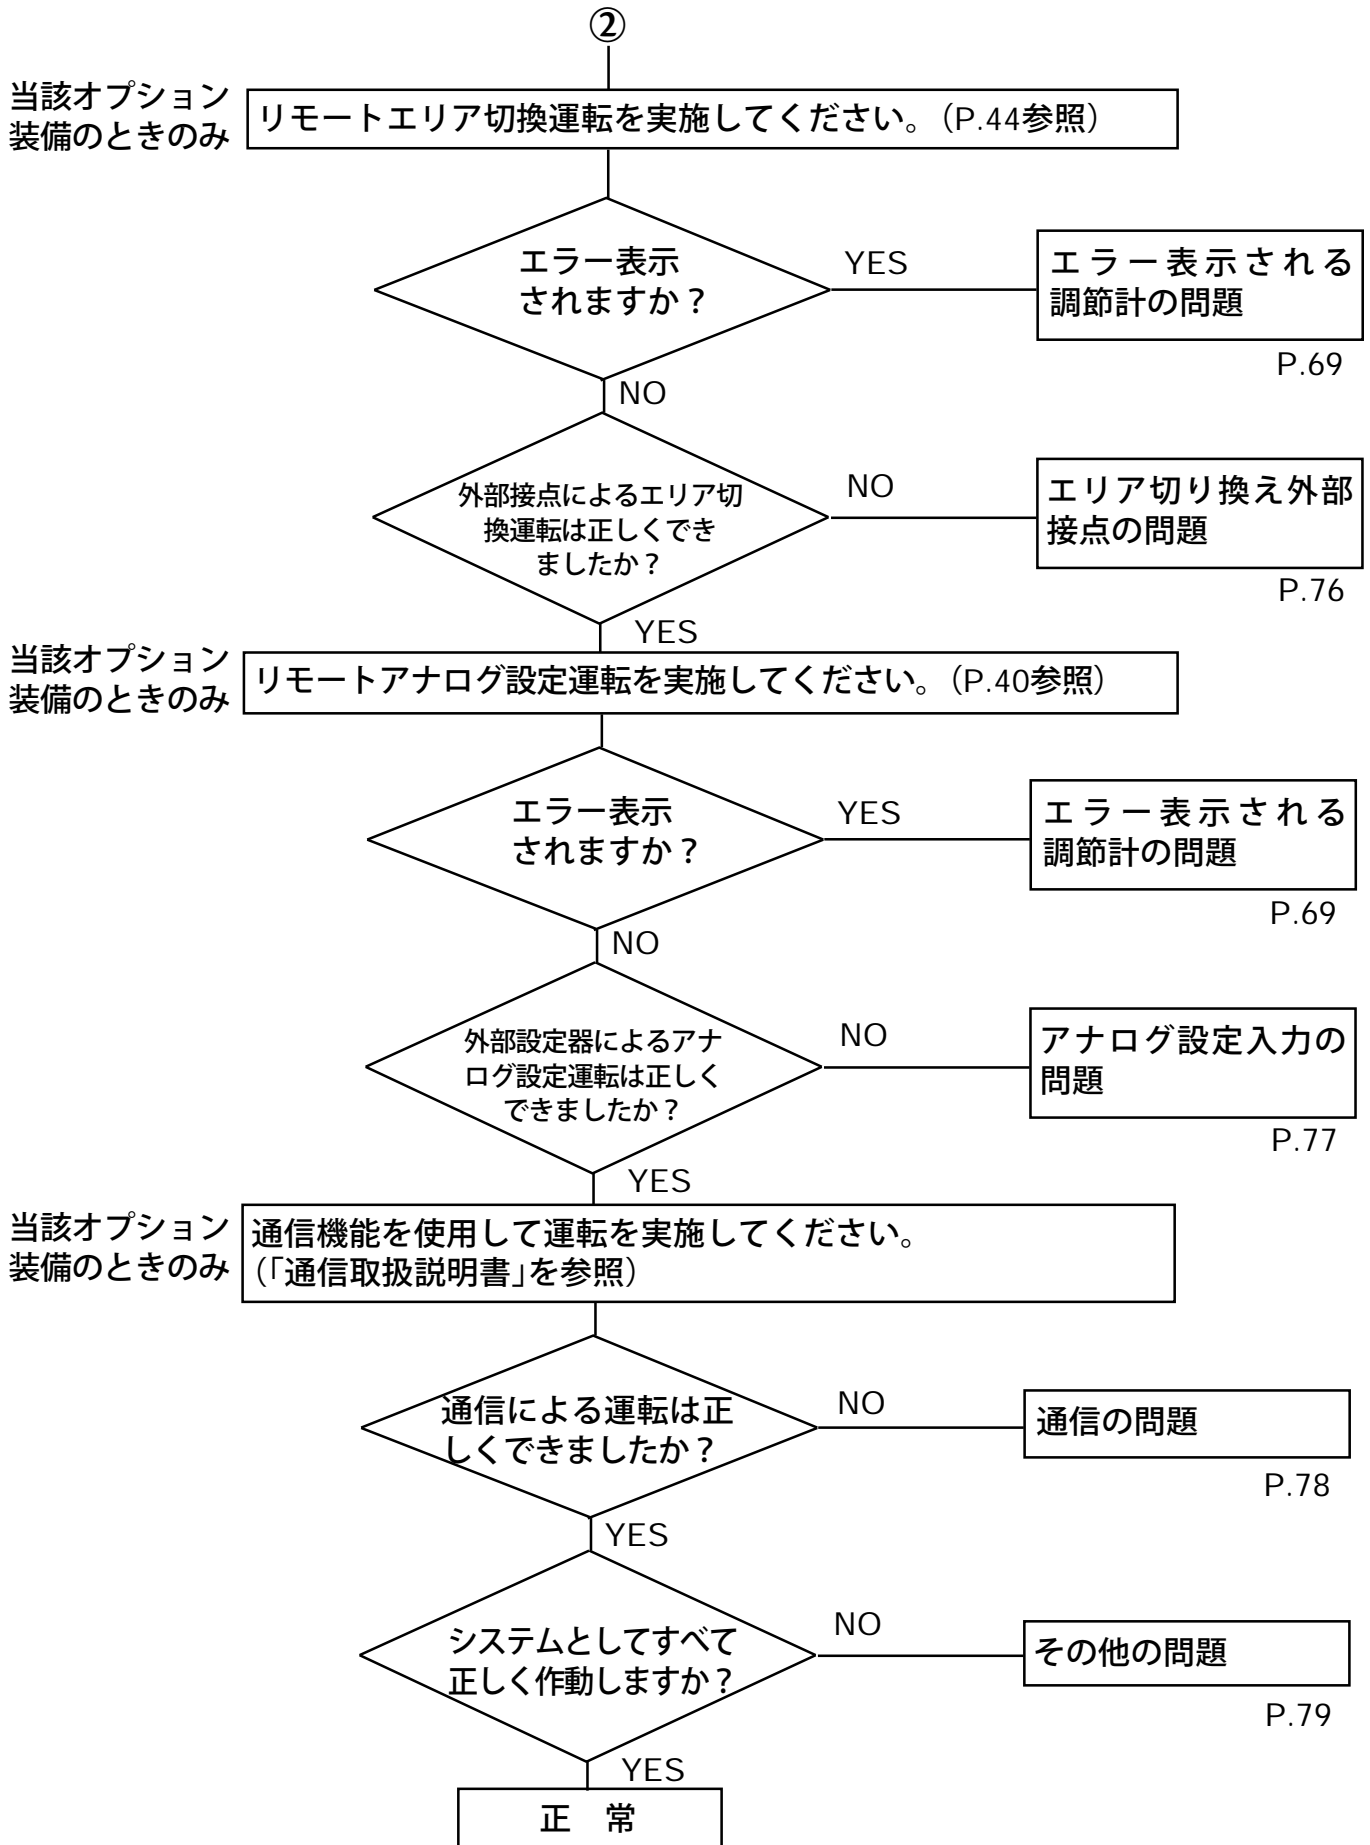 ②
当該オプション
装備のときのみ
リモートエリア切換運転を実施してください。（P.44参照）
エラー表示
されますか？
YES
エラー表示される
調節計の問題
P.69
NO
外部接点によるエリア切
換運転は正しくでき
ましたか？
NO
エリア切り換え外部
接点の問題
P.76
YES
当該オプション
装備のときのみ
リモートアナログ設定運転を実施してください。（P.40参照）
エラー表示
されますか？
YES
エラー表示される
調節計の問題
P.69
NO
外部設定器によるアナ
ログ設定運転は正しく
できましたか？
NO
アナログ設定入力の
問題
P.77
YES
当該オプション
装備のときのみ
通信機能を使用して運転を実施してください。
（「通信取扱説明書」を参照）
通信による運転は正
しくできましたか？
NO
通信の問題
P.78
YES
システムとしてすべて
正しく作動しますか？
NO
その他の問題
P.79
YES
正　常